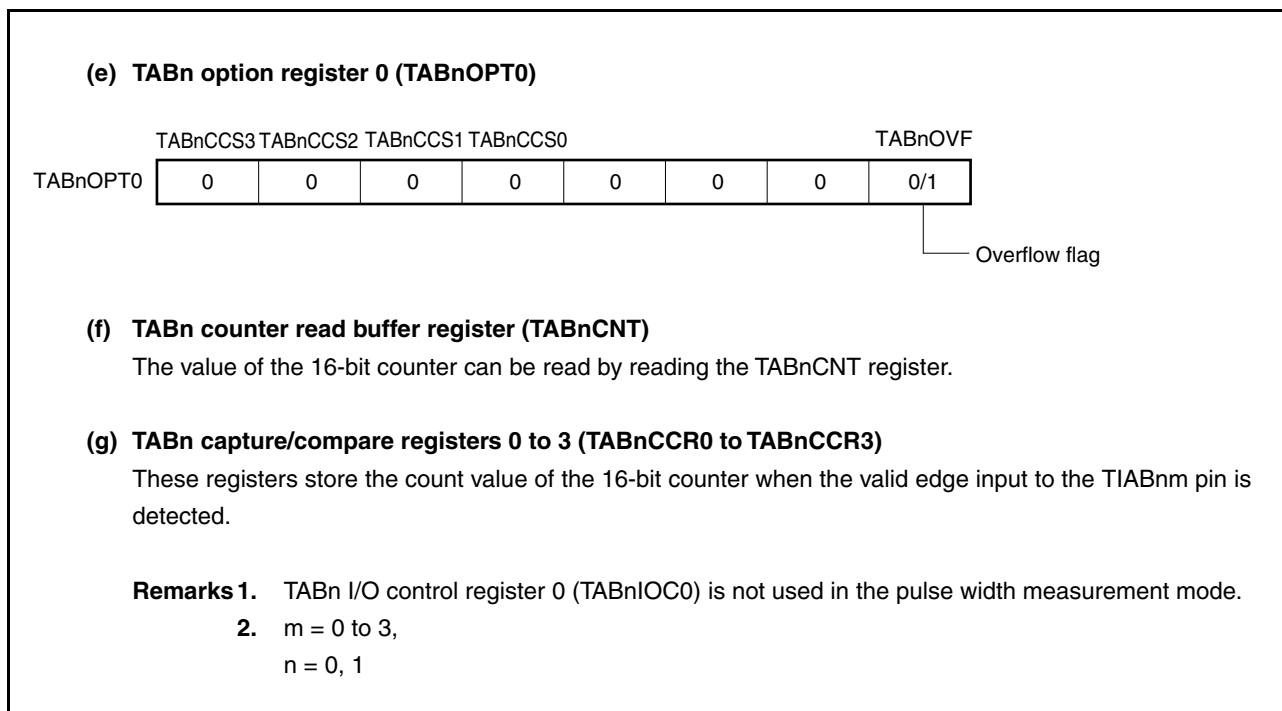 (e) TABn option register 0 (TABnOPT0)
TABnCCS3 TABnCCS2 TABnCCS1 TABnCCS0 TABnOVF
TABnOPT0 0 0 0 0 0 0 0 0/1
Overflow flag
(f) TABn counter read buffer register (TABnCNT)
The value of the 16-bit counter can be read by reading the TABnCNT register.
(g) TABn capture/compare registers 0 to 3 (TABnCCR0 to TABnCCR3)
These registers store the count value of the 16-bit counter when the valid edge input to the TIABnm pin is
detected.
Remarks 1. TABn I/O control register 0 (TABnIOC0) is not used in the pulse width measurement mode.
2. m = 0 to 3,
n = 0, 1